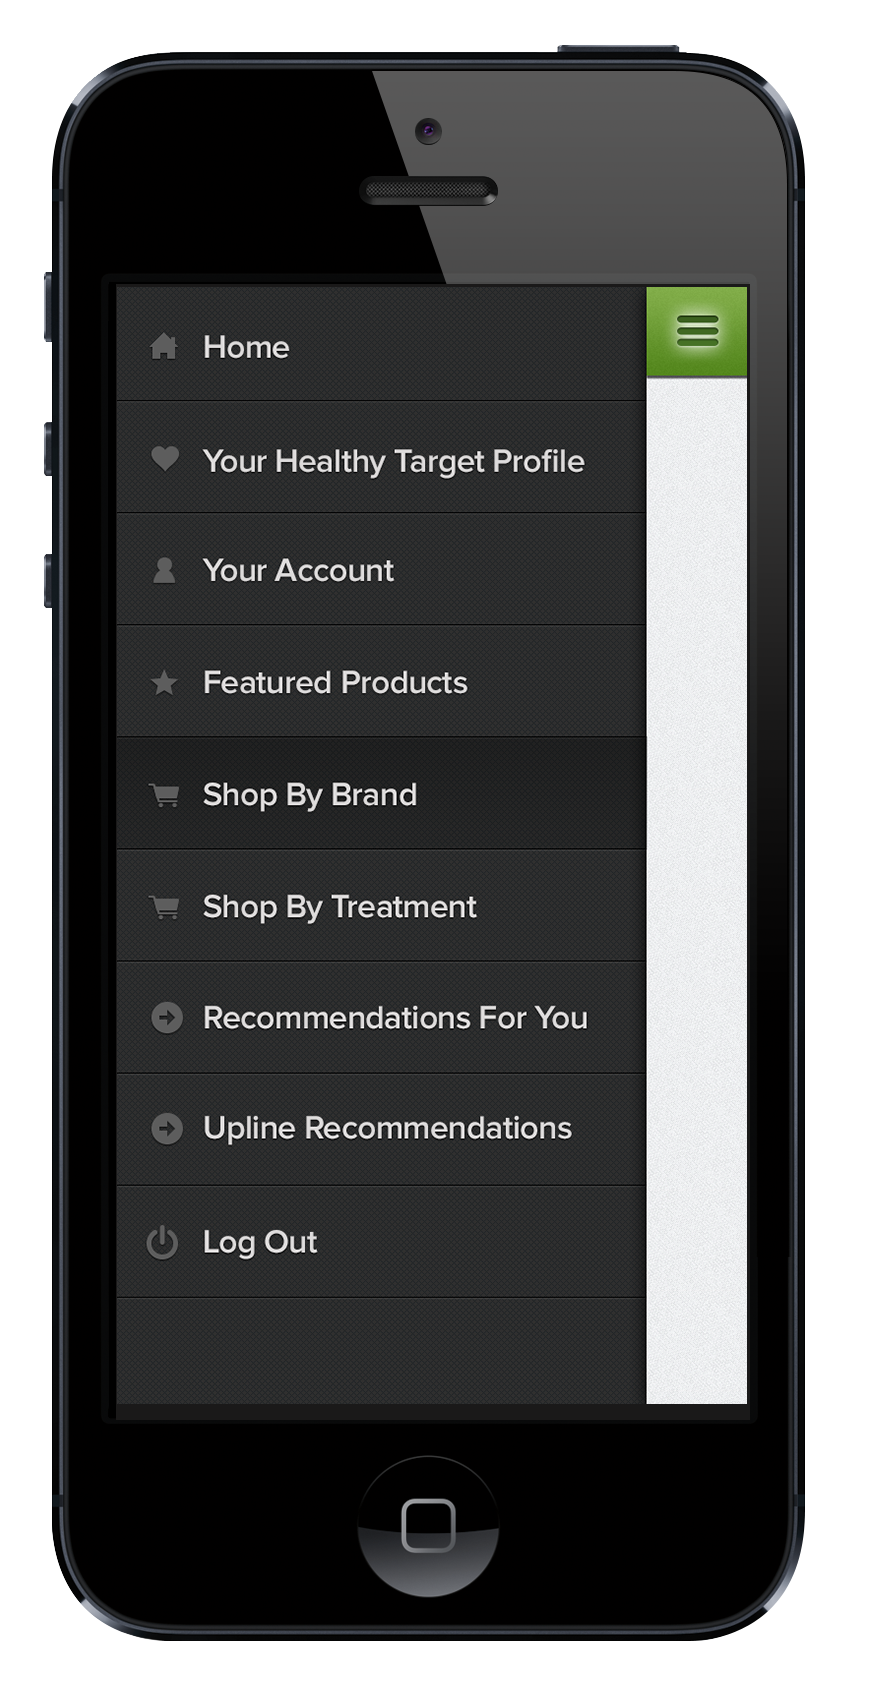 Home
Your Healthy Target Profile
Your Account
Featured Products
Shop By Brand
Shop By Treatment
Recommendations For You
Upline Recommendations
Log Out